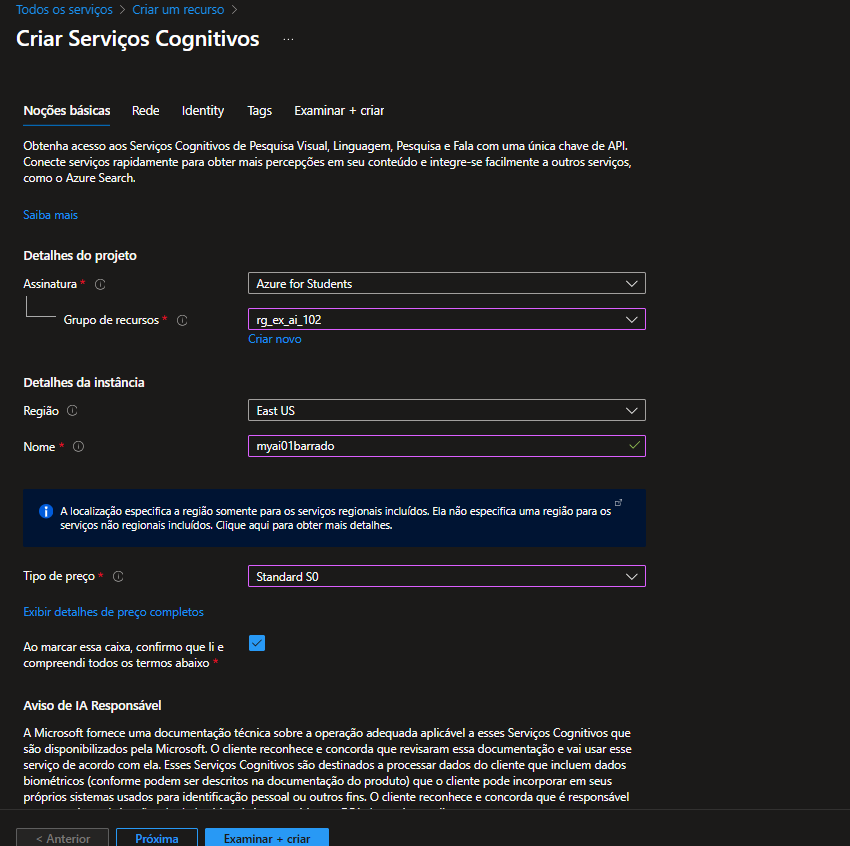 Todos os serviços > Criar um recurso >
Criar Serviços Cognitivos ...
Noções básicas Rede Identity Tags Examinar + criar
Obtenha acesso aos Serviços Cognitivos de Pesquisa Visual, Linguagem, Pesquisa e Fala com uma única chave de API.
Conecte serviços rapidamente para obter mais percepções em seu conteúdo e integre-se facilmente a outros serviços,
como o Azure Search.
Saiba mais
Detalhes do projeto
Assinatura * Azure for Students
Grupo de recursos * rg_ex_ai_102
Criar novo
Detalhes da instância
Região East US
Nome * myai01barrado
A localização especifica a região somente para os serviços regionais incluídos. Ela não especifica uma região para os
serviços não regionais incluídos. Clique aqui para obter mais detalhes.
Tipo de preço * Standard S0
Exibir detalhes de preço completos
Ao marcar essa caixa, confirmo que li e
compreendi todos os termos abaixo *
Aviso de IA Responsável
A Microsoft fornece uma documentação técnica sobre a operação adequada aplicável a esses Serviços Cognitivos que
são disponibilizados pela Microsoft. O cliente reconhece e concorda que revisaram essa documentação e vai usar esse
serviço de acordo com ela. Esses Serviços Cognitivos são destinados a processar dados do cliente que incluem dados
biométricos (conforme podem ser descritos na documentação do produto) que o cliente pode incorporar em seus
próprios sistemas usados para identificação pessoal ou outros fins. O cliente reconhece e concorda que é responsável
< Anterior Próxima Examinar + criar